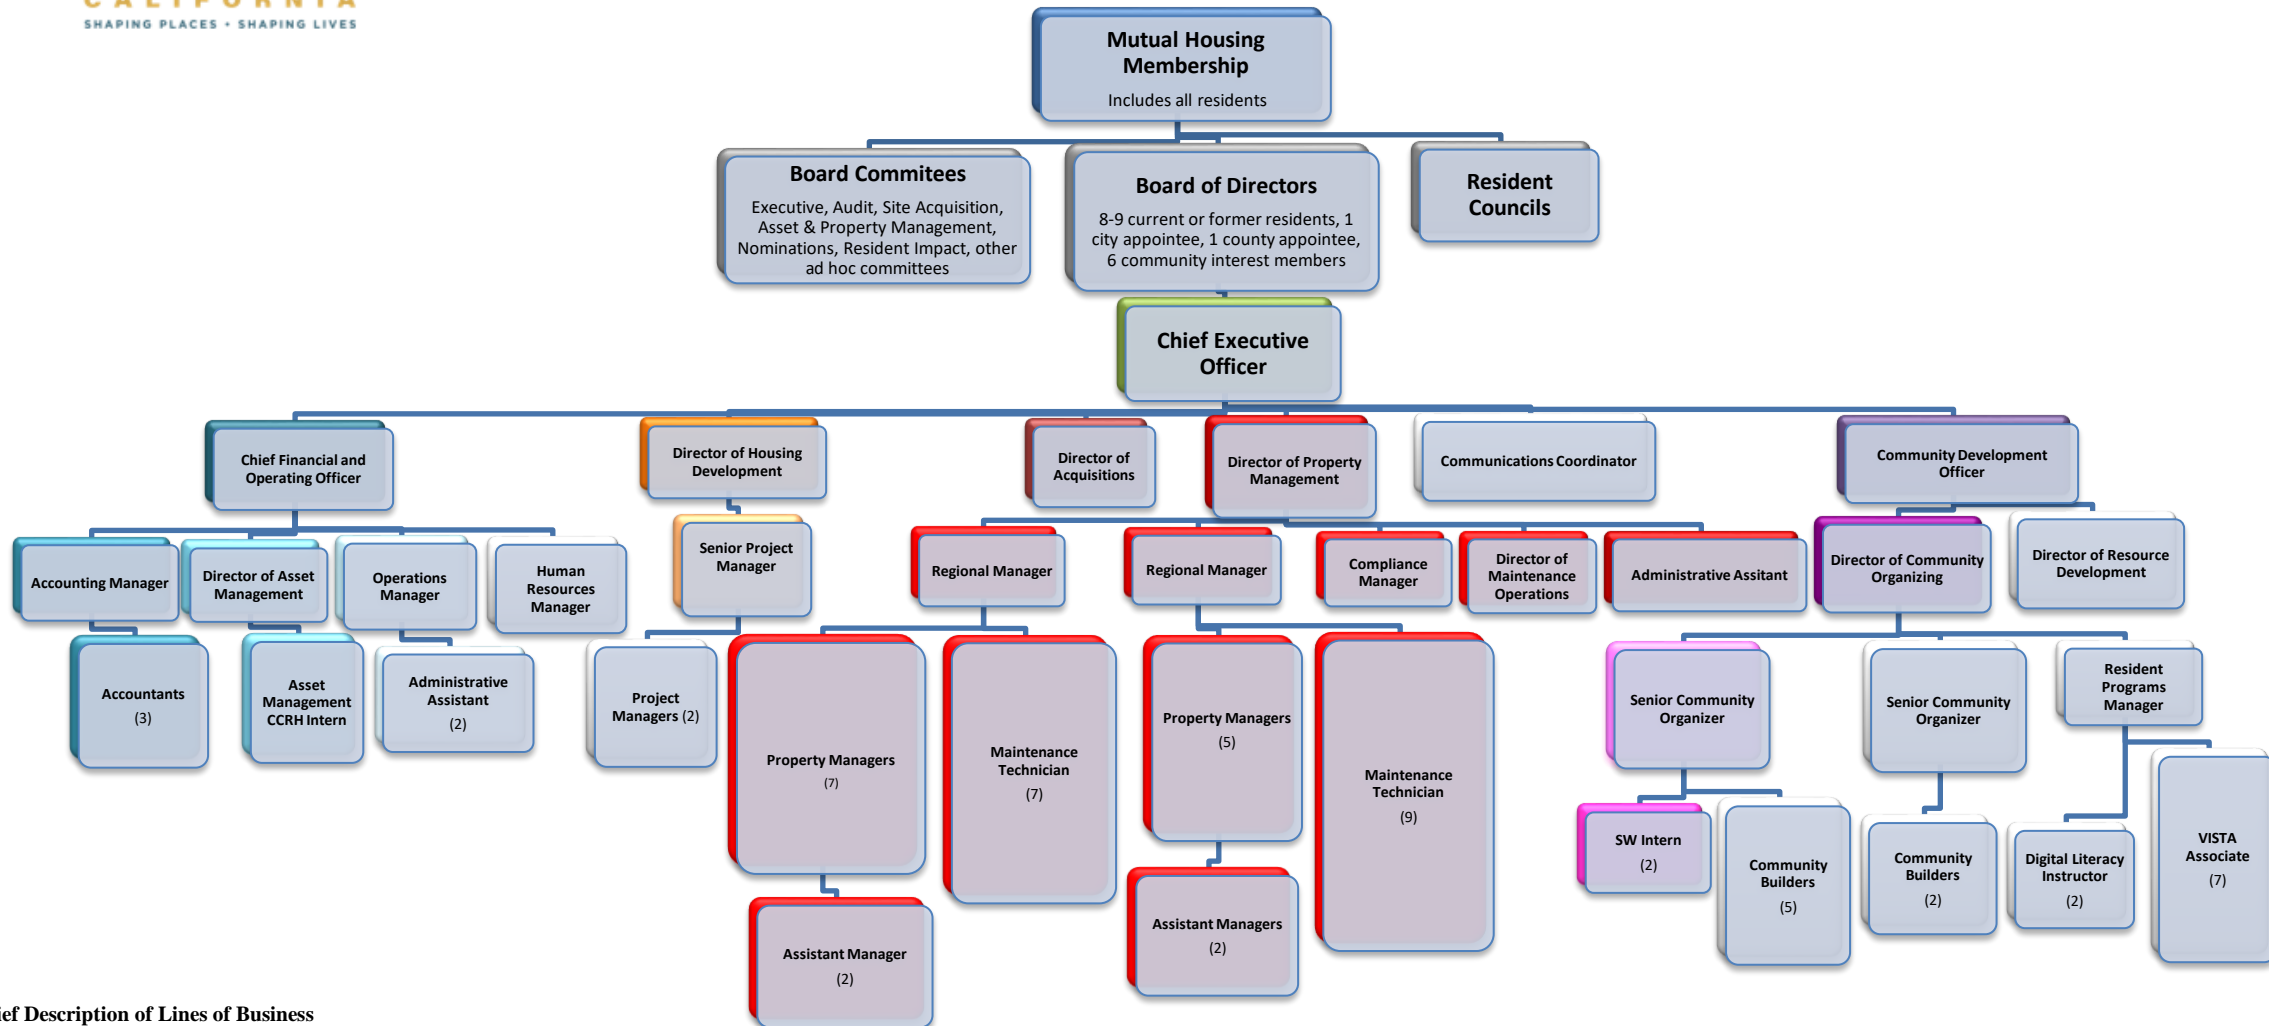 SHAPING PLACES • SHAPING LIVES
Mutual Housing
Membership
Includes all residents
Board Commitees
Executive, Audit, Site Acquisition,
Asset & Property Management,
Nominations, Resident Impact, other
ad hoc committees
Board of Directors
8-9 current or former residents, 1
city appointee, 1 county appointee,
6 community interest members
Resident
Councils
Chief Executive
Officer
Chief Financial and
Operating Officer
Director of Housing
Development
Director of
Acquisitions
Director of Property
Management
Communications Coordinator
Community Development
Officer
Accounting Manager
Director of Asset
Management
Operations
Manager
Human
Resources
Manager
Senior Project
Manager
Regional Manager
Regional Manager
Compliance
Manager
Director of
Maintenance
Operations
Administrative Assitant
Director of Community
Organizing
Director of Resource
Development
Accountants
(3)
Asset
Management
CCRH Intern
Administrative
Assistant
(2)
Project
Managers (2)
Property Managers
(7)
Maintenance
Technician
(7)
Property Managers
(5)
Maintenance
Technician
(9)
Senior Community
Organizer
Senior Community
Organizer
Resident
Programs
Manager
Assistant Manager
(2)
Assistant Managers
(2)
SW Intern
(2)
Community
Builders
(5)
Community
Builders
(2)
Digital Literacy
Instructor
(2)
VISTA
Associate
(7)
Description of Lines of Business